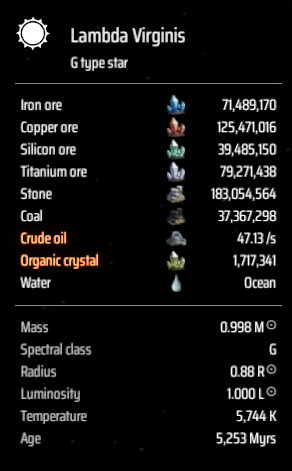 Lambda Virginis
G type star
Iron ore 71,489,170
Copper ore 125,471,016
Silicon ore 39,485,150
Titanium ore 79,271,438
Stone 183,054,564
Coal 37,367,298
Crude oil 47.13 /s
Organic crystal 1,717,341
Water Ocean
Mass 0.998 M☉
Spectral class G
Radius 0.88 R☉
Luminosity 1.000 L☉
Temperature 5,744 K
Age 5,253 Myrs